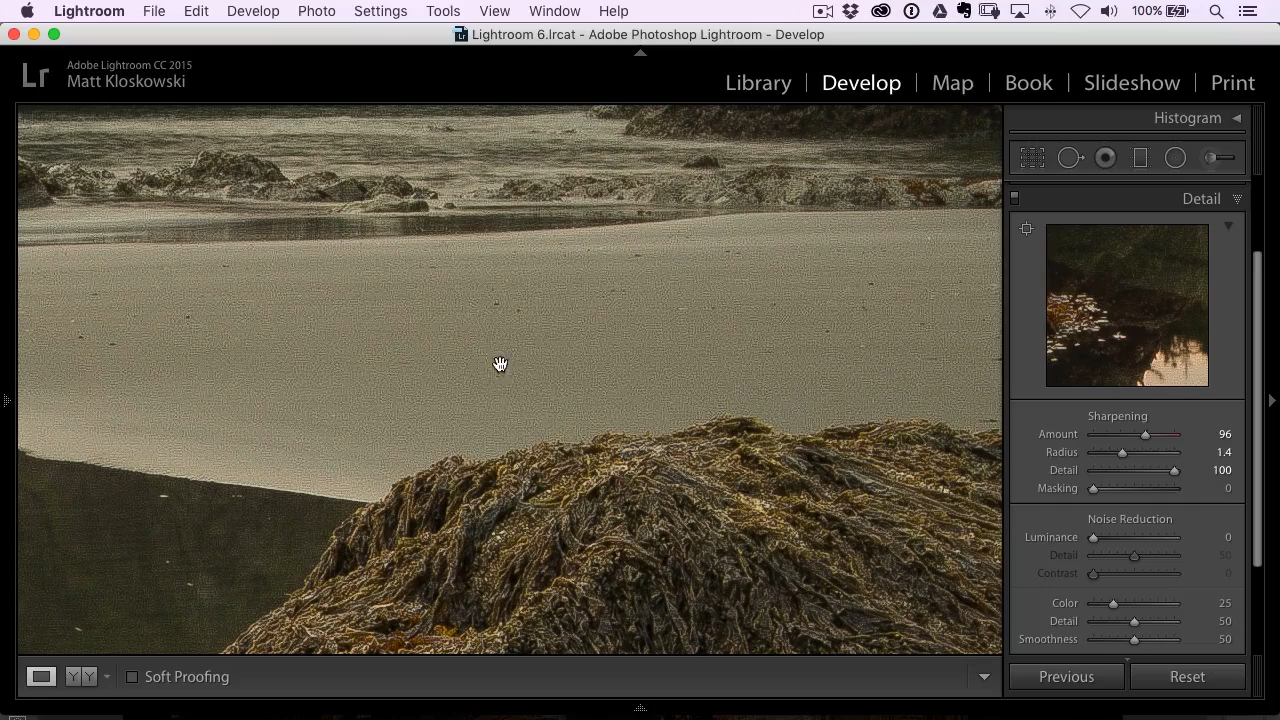 Lightroom File Edit Develop Photo Settings Tools View Window Help 100%
Lr Lightroom 6.lrcat - Adobe Photoshop Lightroom - Develop
Lr Adobe Lightroom CC 2015
Matt Kloskowski
Library | Develop | Map | Book | Slideshow | Print
Histogram
Detail
Sharpening
Amount 96
Radius 1.4
Detail 100
Masking 0
Noise Reduction
Luminance 0
Detail 50
Contrast 0
Color 25
Detail 50
Smoothness 50
YY Soft Proofing
Previous Reset